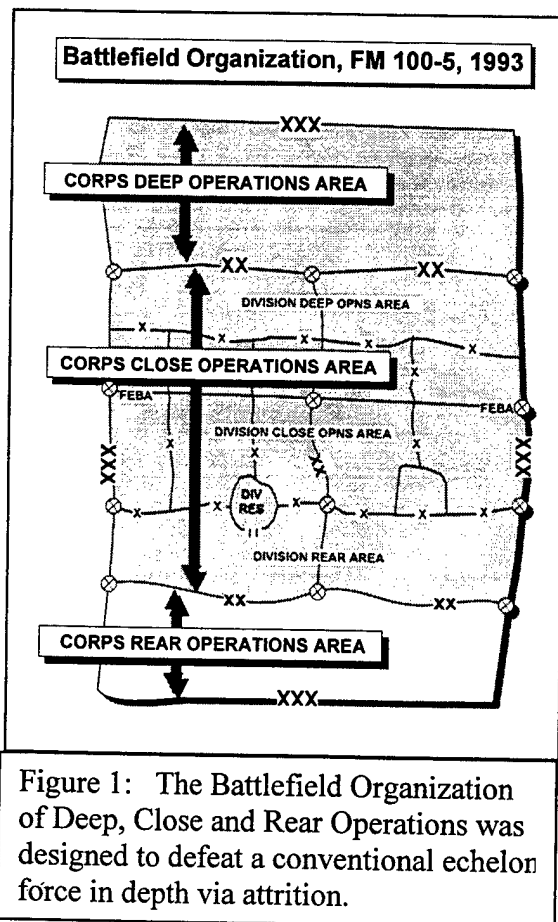 Battlefield Organization, FM 100-5, 1993
XXX
CORPS DEEP OPERATIONS AREA
XX XX
DIVISION DEEP OPNS AREA
x x x x x
CORPS CLOSE OPERATIONS AREA
x
FEBA FEBA
DIVISION CLOSE OPNS AREA
x x x
XXX XX XXX
DIV
RES
x x x x x x
II
DIVISION REAR AREA
XX XX
CORPS REAR OPERATIONS AREA
XXX
Figure 1: The Battlefield Organization
of Deep, Close and Rear Operations was
designed to defeat a conventional echelon
force in depth via attrition.